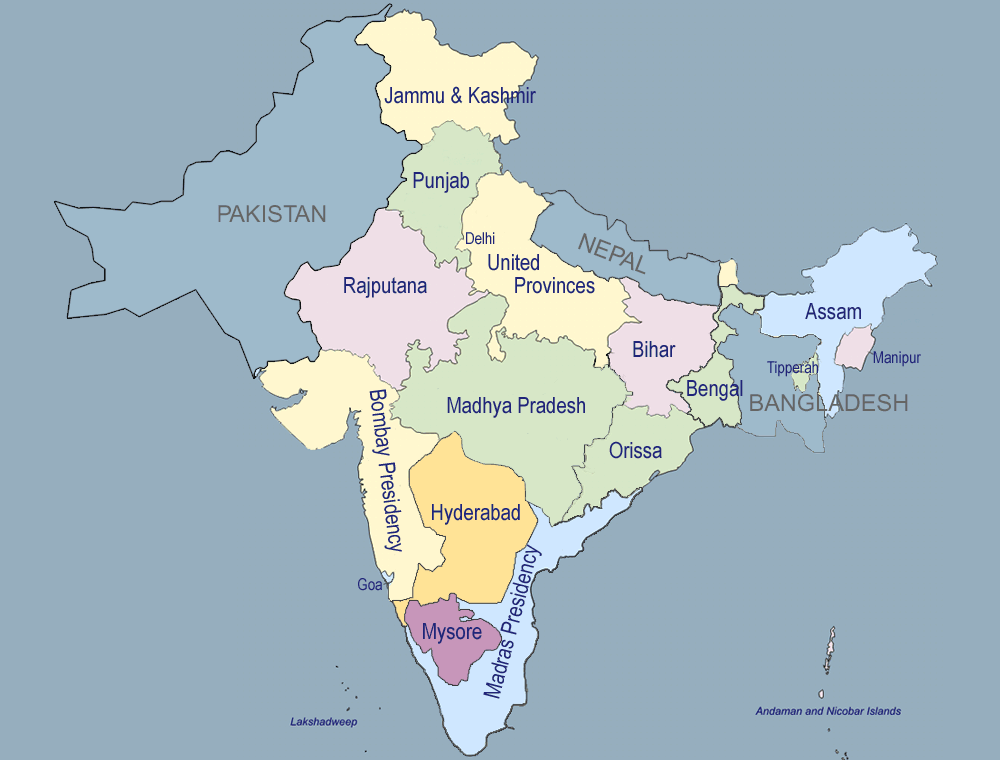 Jammu & Kashmir
Punjab
PAKISTAN
Delhi
NEPAL
United
Provinces
Rajputana
Assam
Bihar
Manipur
Tipperah
Bengal
BANGLADESH
Madhya Pradesh
Bombay Presidency
Orissa
Hyderabad
Goa
Madras Presidency
Mysore
Lakshadweep
Andaman and Nicobar Islands